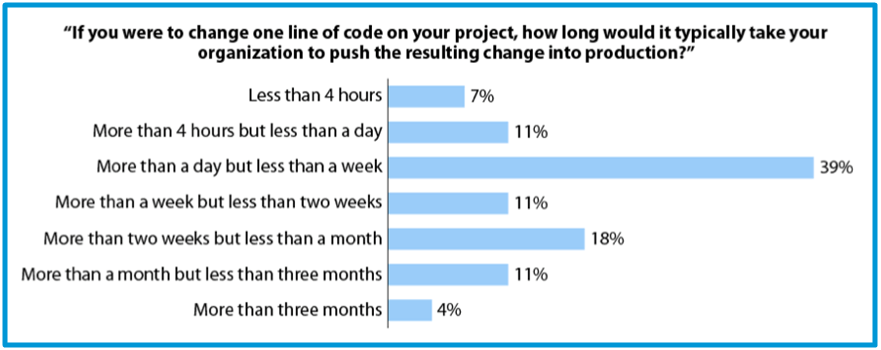 “If you were to change one line of code on your project, how long would it typically take your
organization to push the resulting change into production?”
Less than 4 hours 7%
More than 4 hours but less than a day 11%
More than a day but less than a week 39%
More than a week but less than two weeks 11%
More than two weeks but less than a month 18%
More than a month but less than three months 11%
More than three months 4%